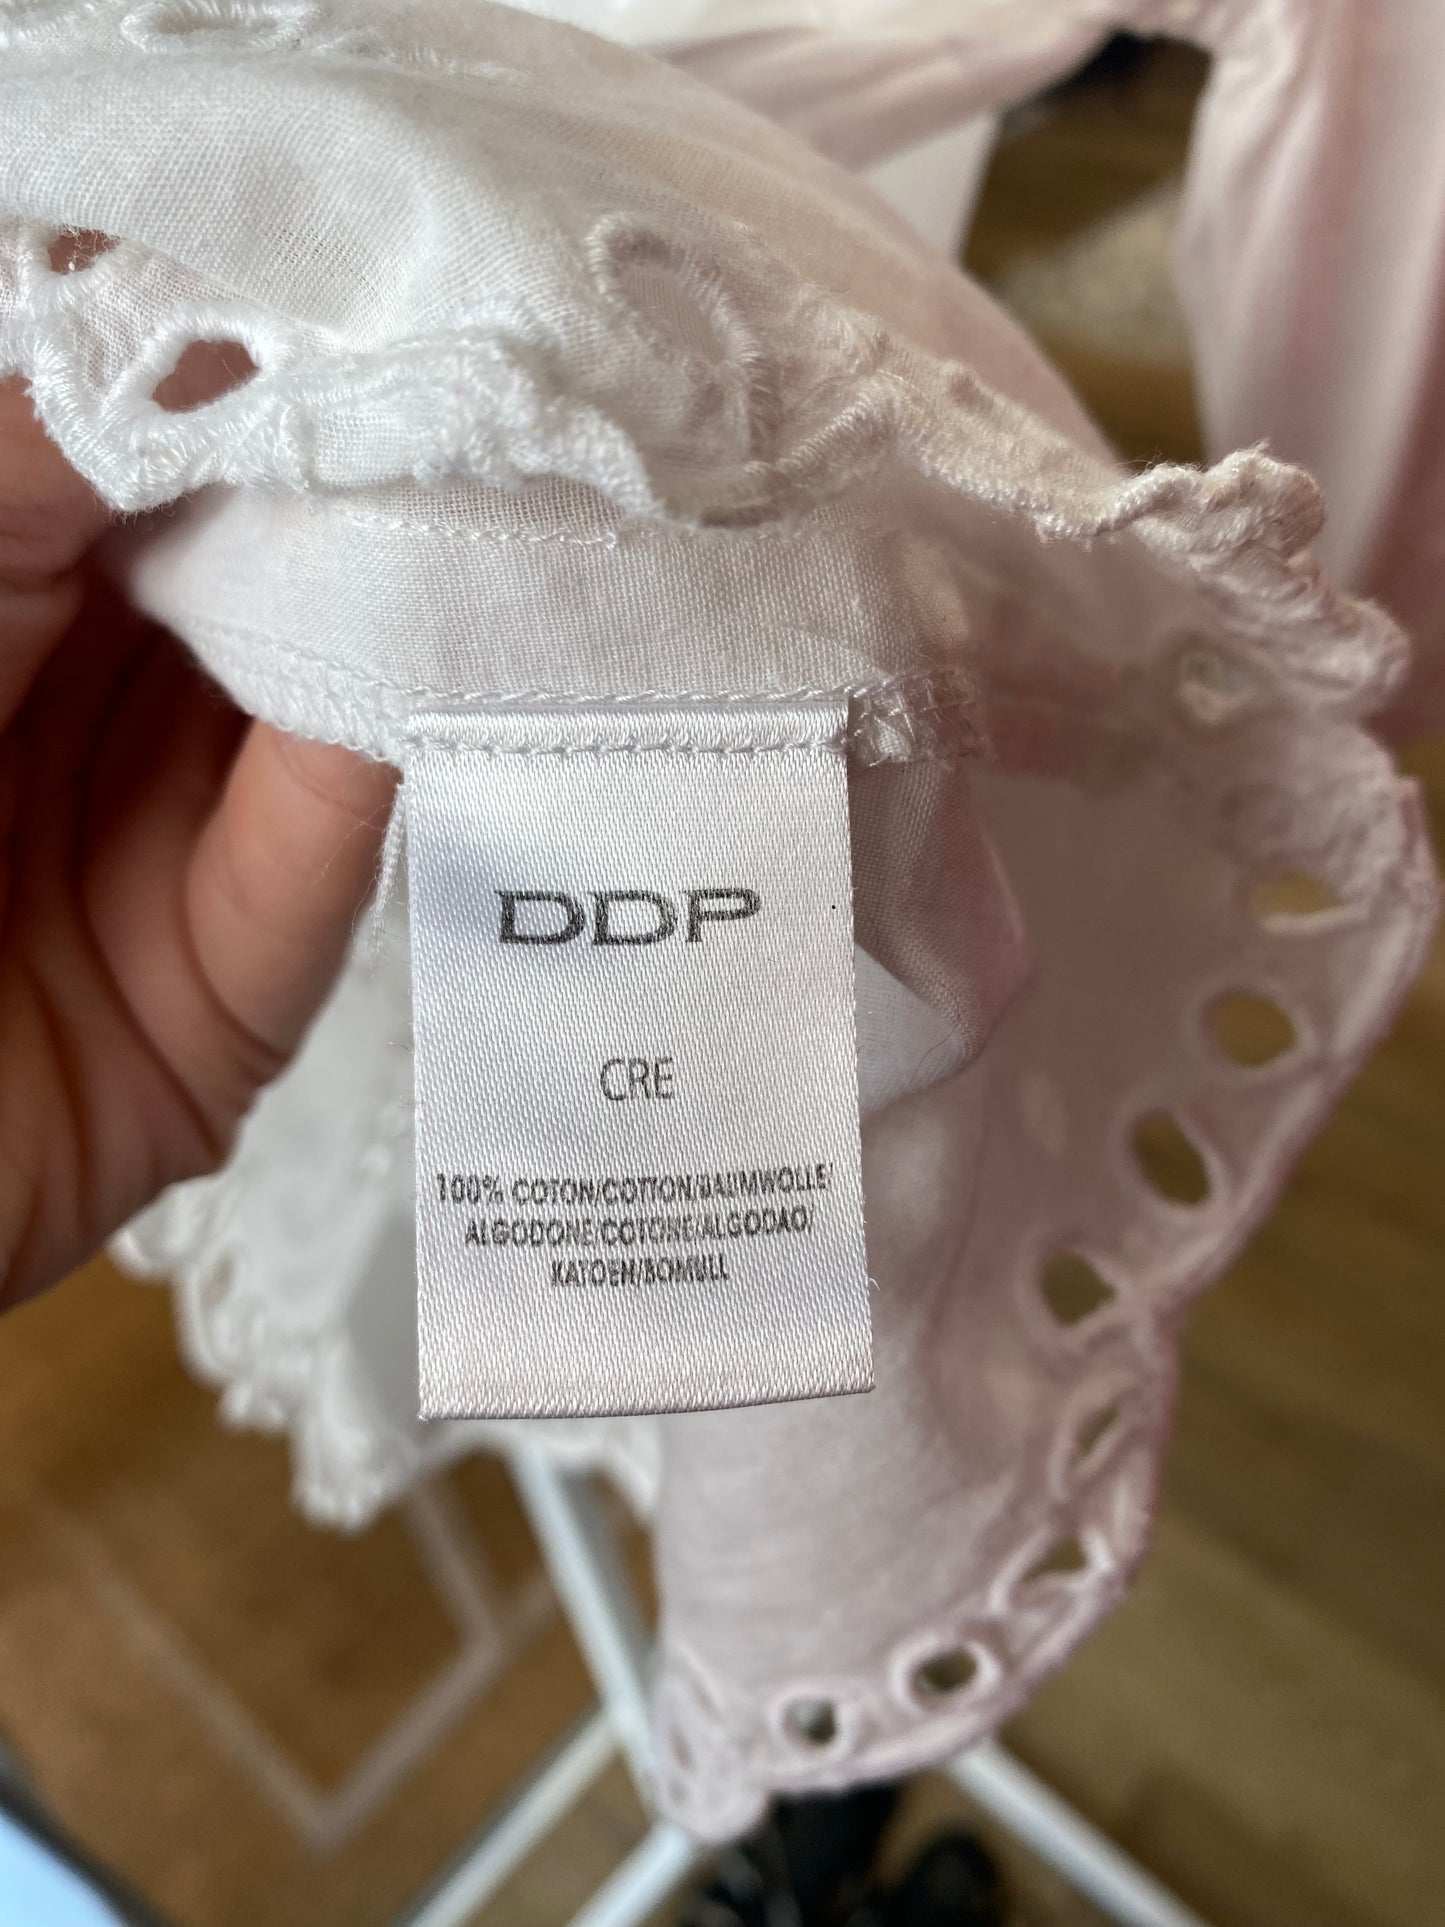 DDP
CRE
100% COTON/COTTON/BAUMWOLLE/
ALGODONE/COTONE/ALGODAO/
KATOEN/BOMULL